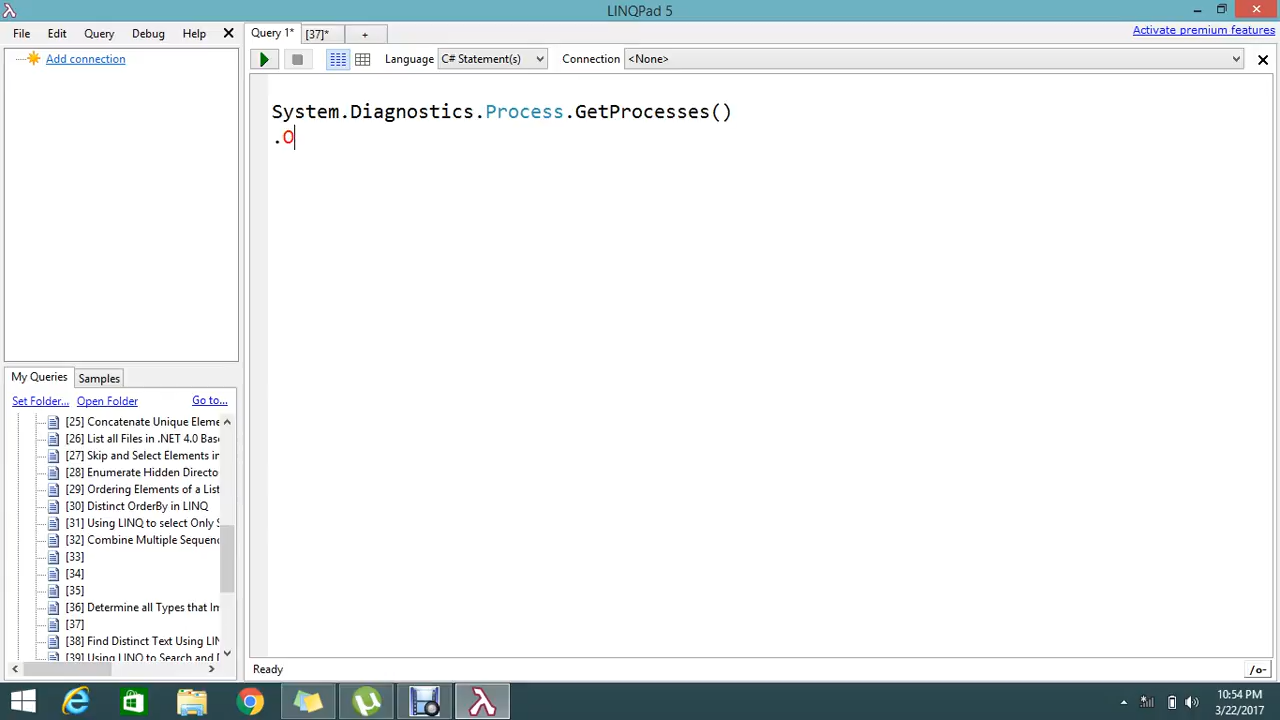 LINQPad 5
File Edit Query Debug Help
Query 1* [37]* +
Activate premium features
Language C# Statement(s) Connection <None>
Add connection
System.Diagnostics.Process.GetProcesses()
.O
My Queries Samples
Set Folder... Open Folder Go to...
[25] Concatenate Unique Eleme
[26] List all Files in .NET 4.0 Bas
[27] Skip and Select Elements in
[28] Enumerate Hidden Directo
[29] Ordering Elements of a List
[30] Distinct OrderBy in LINQ
[31] Using LINQ to select Only S
[32] Combine Multiple Sequenc
[33]
[34]
[35]
[36] Determine all Types that Im
[37]
[38] Find Distinct Text Using LIN
[39] Using LINQ to Search and
Ready
/o-
10:54 PM
3/22/2017